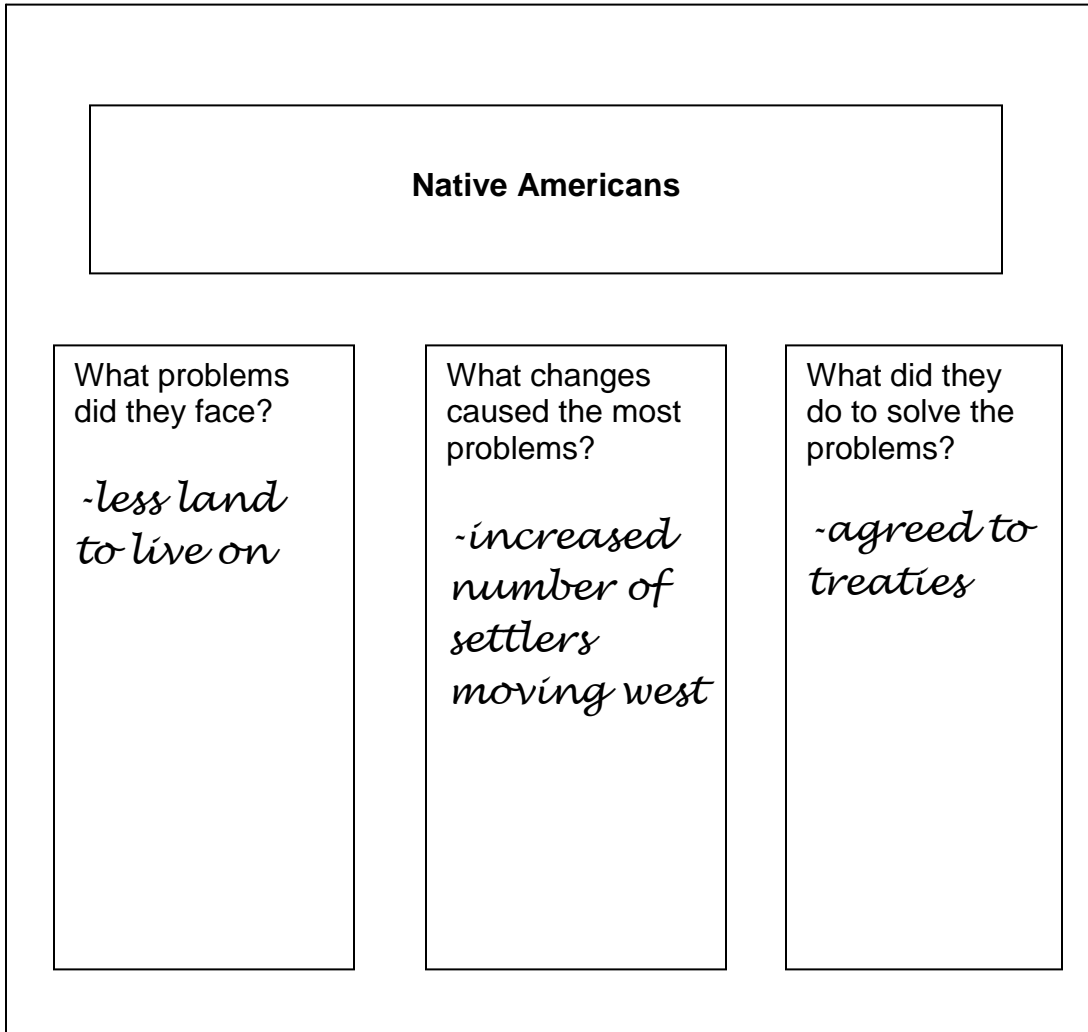 Native Americans
What problems
did they face?
-less land
to live on
What changes
caused the most
problems?
-increased
number of
settlers
moving west
What did they
do to solve the
problems?
-agreed to
treaties